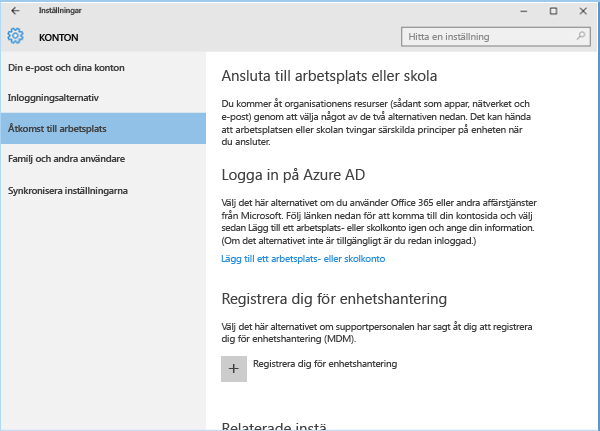 Inställningar
KONTON
Hitta en inställning
Din e-post och dina konton
Inloggningsalternativ
Åtkomst till arbetsplats
Familj och andra användare
Synkronisera inställningarna
Ansluta till arbetsplats eller skola
Du kommer åt organisationens resurser (sådant som appar, nätverket och
e-post) genom att välja något av de två alternativen nedan. Det kan hända
att arbetsplatsen eller skolan tvingar särskilda principer på enheten när
du ansluter.
Logga in på Azure AD
Välj det här alternativet om du använder Office 365 eller andra affärstjänster
från Microsoft. Följ länken nedan för att komma till din kontosida och välj
sedan Lägg till ett arbetsplats- eller skolkonto igen och ange din information.
(Om det alternativet inte är tillgängligt är du redan inloggad.)
Lägg till ett arbetsplats- eller skolkonto
Registrera dig för enhetshantering
Välj det här alternativet om supportpersonalen har sagt åt dig att registrera
dig för enhetshantering (MDM).
Registrera dig för enhetshantering
Relaterade instä